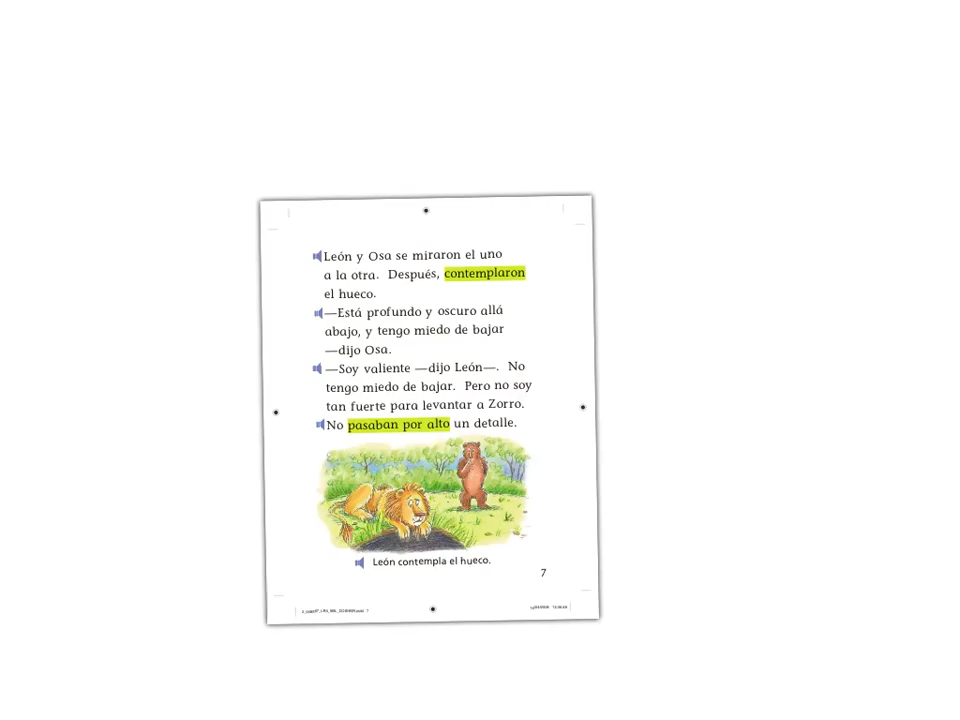 León y Osa se miraron el uno
a la otra. Después, contemplaron
el hueco.
—Está profundo y oscuro allá
abajo, y tengo miedo de bajar
—dijo Osa.
—Soy valiente —dijo León—. No
tengo miedo de bajar. Pero no soy
tan fuerte para levantar a Zorro.
No pasaban por alto un detalle.
León contempla el hueco.
7